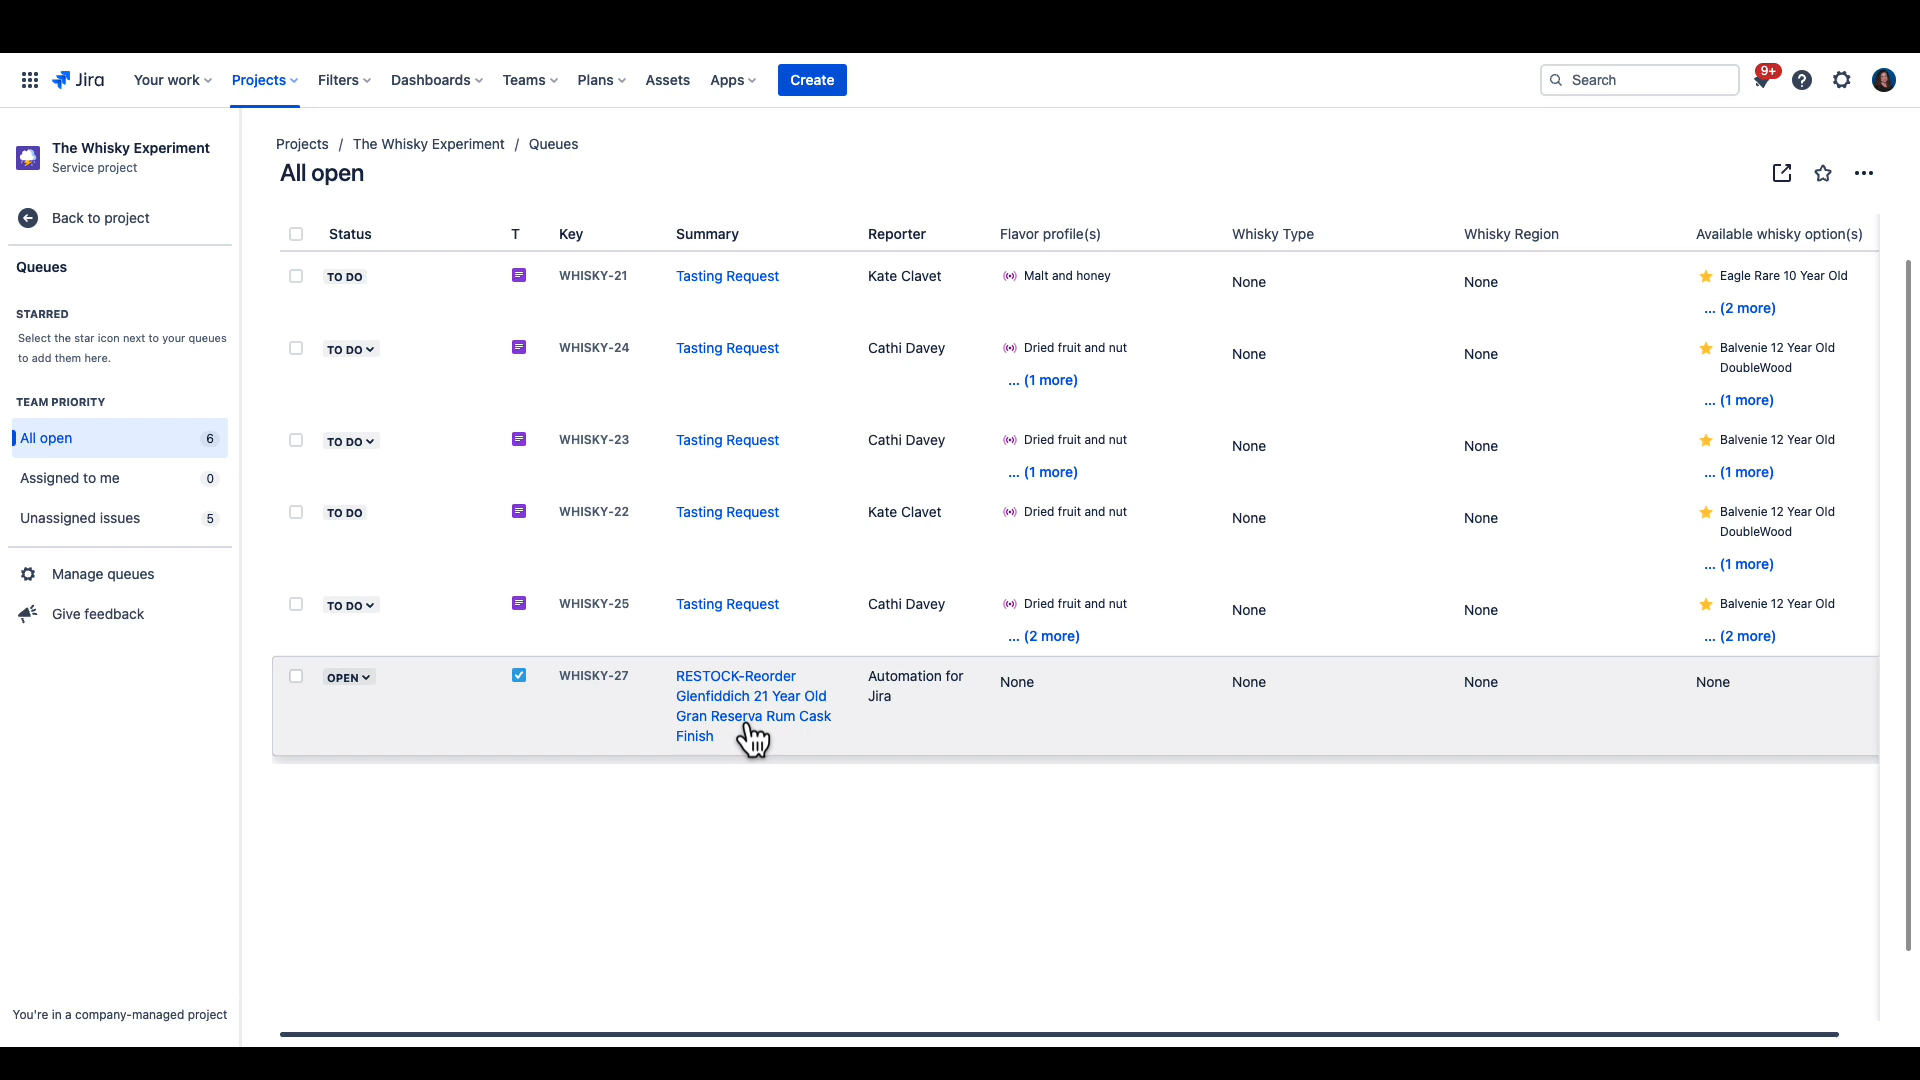 Jira
Your work
Projects
Filters
Dashboards
Teams
Plans
Assets
Apps
Create
Search
9+
The Whisky Experiment
Service project
Back to project
Queues
STARRED
Select the star icon next to your queues
to add them here.
TEAM PRIORITY
All open 6
Assigned to me 0
Unassigned issues 5
Manage queues
Give feedback
You're in a company-managed project
Projects / The Whisky Experiment / Queues
All open
Status T Key Summary Reporter Flavor profile(s) Whisky Type Whisky Region Available whisky option(s)
TO DO WHISKY-21 Tasting Request Kate Clavet Malt and honey None None Eagle Rare 10 Year Old
... (2 more)
TO DO WHISKY-24 Tasting Request Cathi Davey Dried fruit and nut None None Balvenie 12 Year Old
DoubleWood
... (1 more) ... (1 more)
TO DO WHISKY-23 Tasting Request Cathi Davey Dried fruit and nut None None Balvenie 12 Year Old
... (1 more) ... (1 more)
TO DO WHISKY-22 Tasting Request Kate Clavet Dried fruit and nut None None Balvenie 12 Year Old
DoubleWood
... (1 more)
TO DO WHISKY-25 Tasting Request Cathi Davey Dried fruit and nut None None Balvenie 12 Year Old
... (2 more) ... (2 more)
OPEN WHISKY-27 RESTOCK-Reorder Automation for None None None None
Glenfiddich 21 Year Old Jira
Gran Reserva Rum Cask
Finish